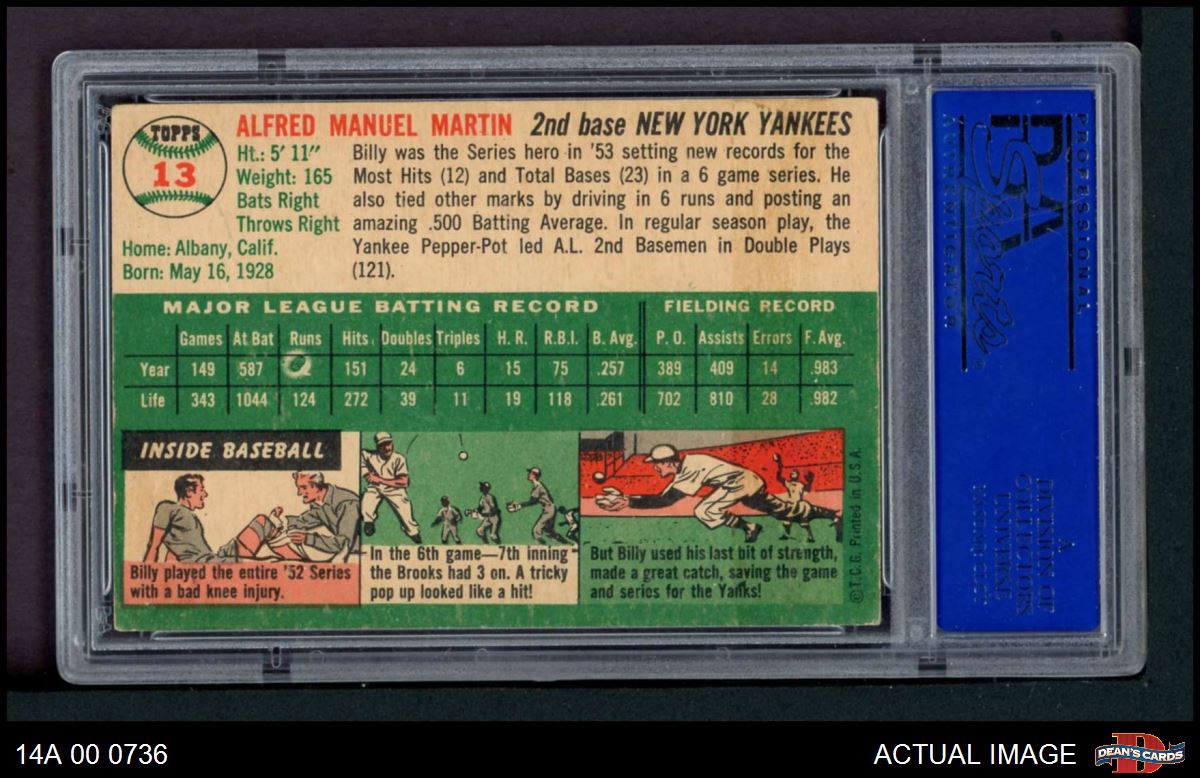 TOPPS
13
ALFRED MANUEL MARTIN 2nd base NEW YORK YANKEES
Ht.: 5' 11"
Weight: 165
Bats Right
Throws Right
Home: Albany, Calif.
Born: May 16, 1928
Billy was the Series hero in '53 setting new records for the
Most Hits (12) and Total Bases (23) in a 6 game series. He
also tied other marks by driving in 6 runs and posting an
amazing .500 Batting Average. In regular season play, the
Yankee Pepper-Pot led A.L. 2nd Basemen in Double Plays
(121).
MAJOR LEAGUE BATTING RECORD FIELDING RECORD
Games At Bat Runs Hits Doubles Triples H. R. R.B.I. B. Avg. P. O. Assists Errors F. Avg.
Year 149 587 151 24 6 15 75 .257 389 409 14 .983
Life 343 1044 124 272 39 11 19 118 .261 702 810 28 .982
INSIDE BASEBALL
Billy played the entire '52 Series
with a bad knee injury.
In the 6th game—7th inning
the Brooks had 3 on. A tricky
pop up looked like a hit!
But Billy used his last bit of strength,
made a great catch, saving the game
and series for the Yanks!
© T.C.G. Printed in U.S.A.
PROFESSIONAL
PSA
Sports
AUTHENTICATOR
A
DIVISION OF
COLLECTORS
UNIVERSE
NASDAQ: CLCT
14A 00 0736
ACTUAL IMAGE
DEAN'S CARDS